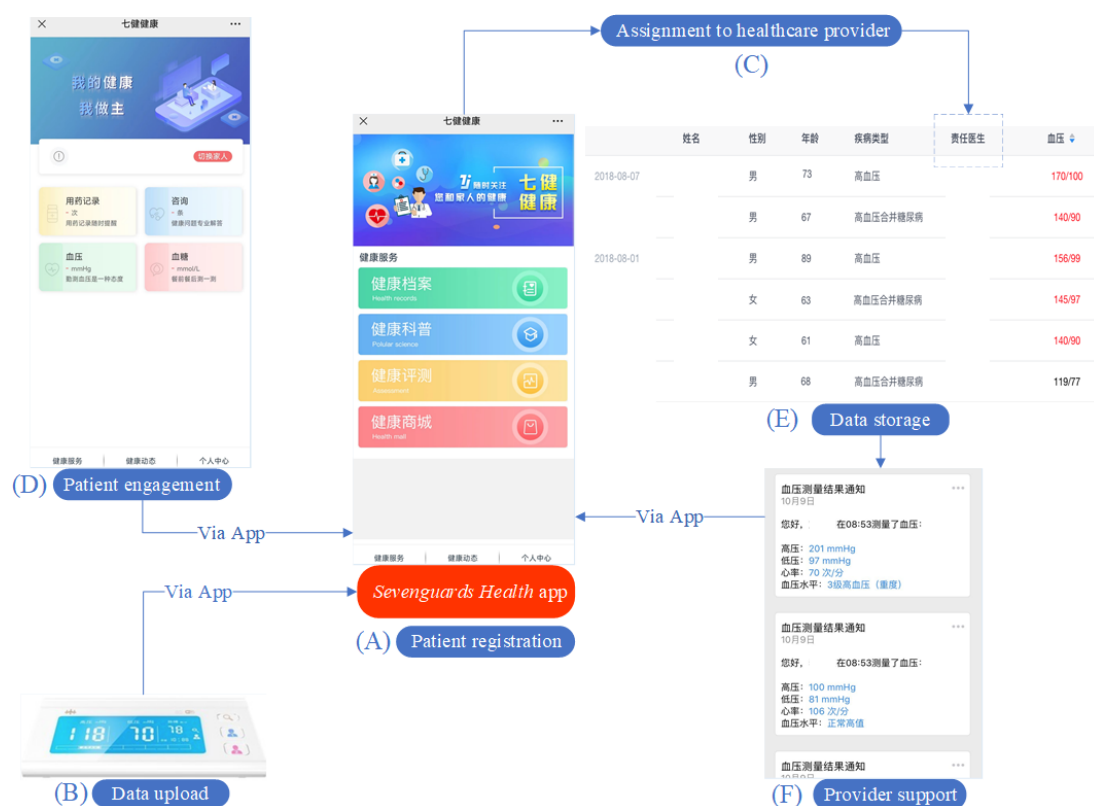 七健健康
我的健康
我做主
切换家人
用药记录
- 次
用药记录随时提醒
咨询
- 条
健康问题专业解答
血压
- mmHg
勤测血压是一种态度
血糖
- mmol/L
餐前餐后测一测
健康服务
健康动态
个人中心
(D) Patient engagement
Via App
Via App
118
70
78
(B) Data upload
七健健康
随时关注
您和家人的健康
七健
健康
健康服务
健康档案
Health records
健康科普
Polular science
健康评测
Assessment
健康商城
Health mall
健康服务
健康动态
个人中心
Sevenguards Health app
(A) Patient registration
Assignment to healthcare provider
(C)
姓名 性别 年龄 疾病类型 责任医生 血压
2018-08-07 男 73 高血压 170/100
男 67 高血压合并糖尿病 140/90
2018-08-01 男 89 高血压 156/99
女 63 高血压合并糖尿病 145/97
女 61 高血压 140/90
男 68 高血压合并糖尿病 119/77
(E) Data storage
Via App
血压测量结果通知
10月9日
您好, 在08:53测量了血压:
高压: 201 mmHg
低压: 97 mmHg
心率: 70 次/分
血压水平: 3级高血压（重度）
血压测量结果通知
10月9日
您好, 在08:53测量了血压:
高压: 100 mmHg
低压: 81 mmHg
心率: 106 次/分
血压水平: 正常高值
血压测量结果通知
(F) Provider support